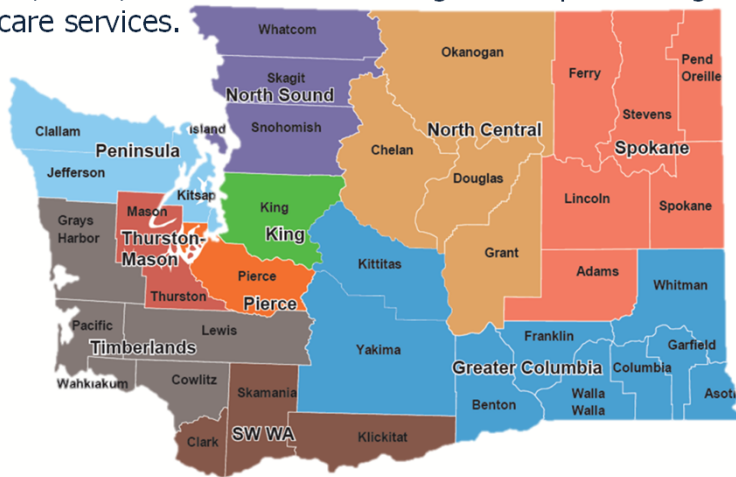 care services.
Whatcom
Skagit
North Sound
Island
Snohomish
Okanogan
Ferry
Pend
Oreille
Stevens
Spokane
Clallam
Peninsula
Jefferson
Kitsap
Chelan
North Central
Douglas
Grant
Lincoln
Spokane
Adams
Whitman
Grays
Harbor
Mason
Thurston-
Mason
Thurston
King
King
Pierce
Pierce
Kittitas
Yakima
Pacific
Lewis
Timberlands
Wahkiakum
Cowlitz
Skamania
Clark
SW WA
Klickitat
Franklin
Greater Columbia
Benton
Walla
Walla
Columbia
Garfield